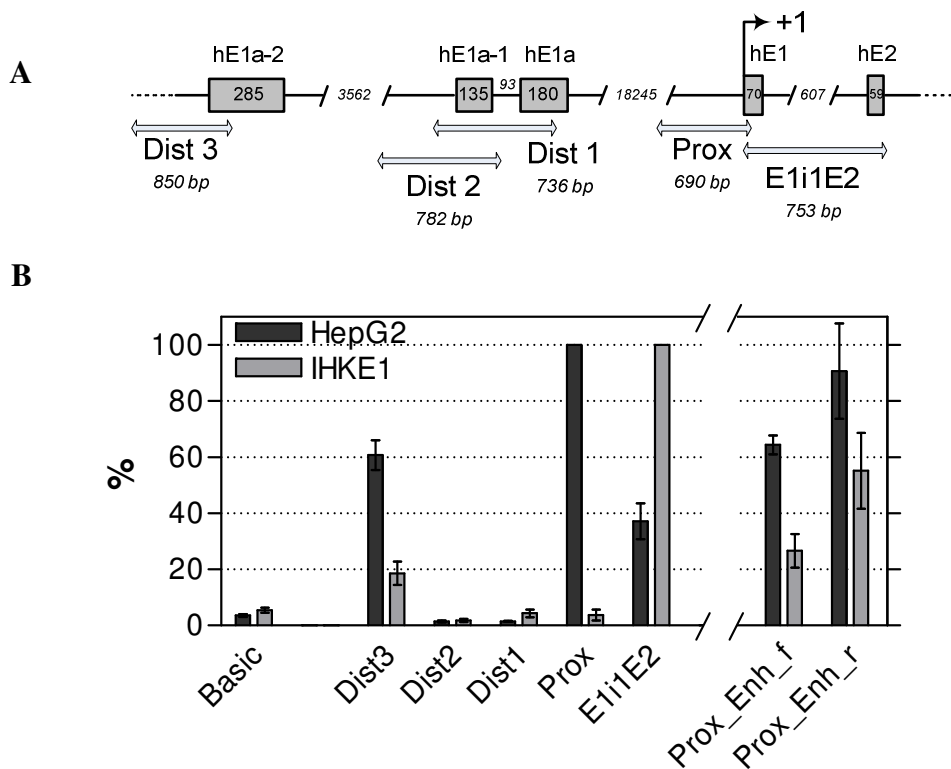 A
+1
hE1a-2
hE1a-1
hE1a
hE1
hE2
285
3562
135
93
180
18245
70
607
59
Dist 3
850 bp
Dist 2
782 bp
Dist 1
736 bp
Prox
690 bp
E1i1E2
753 bp
B
HepG2
IHKE1
%
100
80
60
40
20
0
Basic
Dist3
Dist2
Dist1
Prox
E1i1E2
Prox_Enh_f
Prox_Enh_r